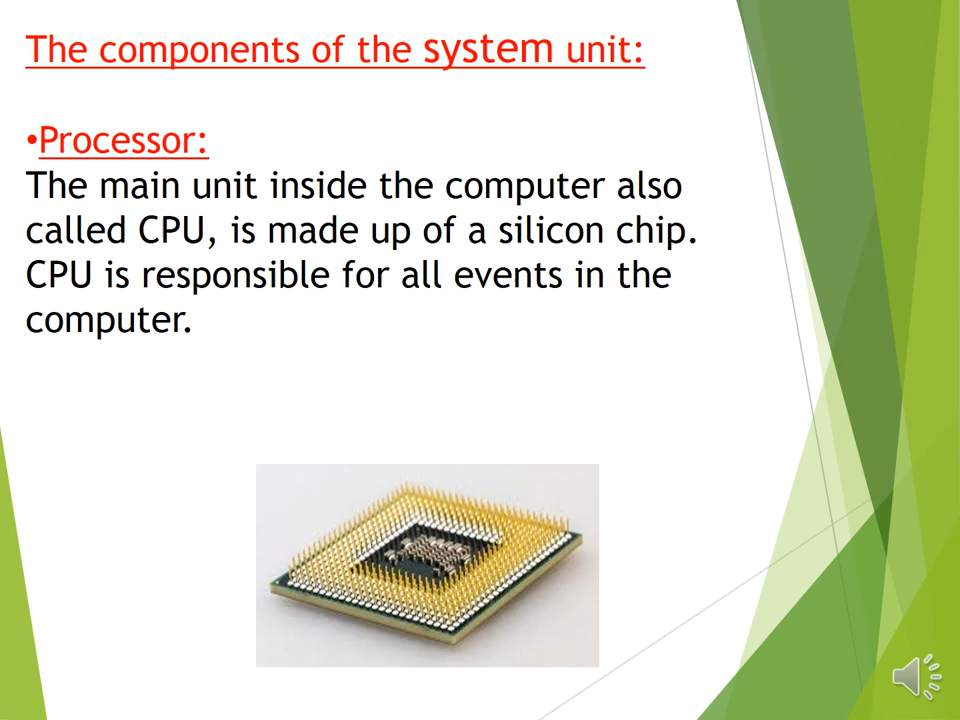 The components of the system unit:
•Processor:
The main unit inside the computer also
called CPU, is made up of a silicon chip.
CPU is responsible for all events in the
computer.